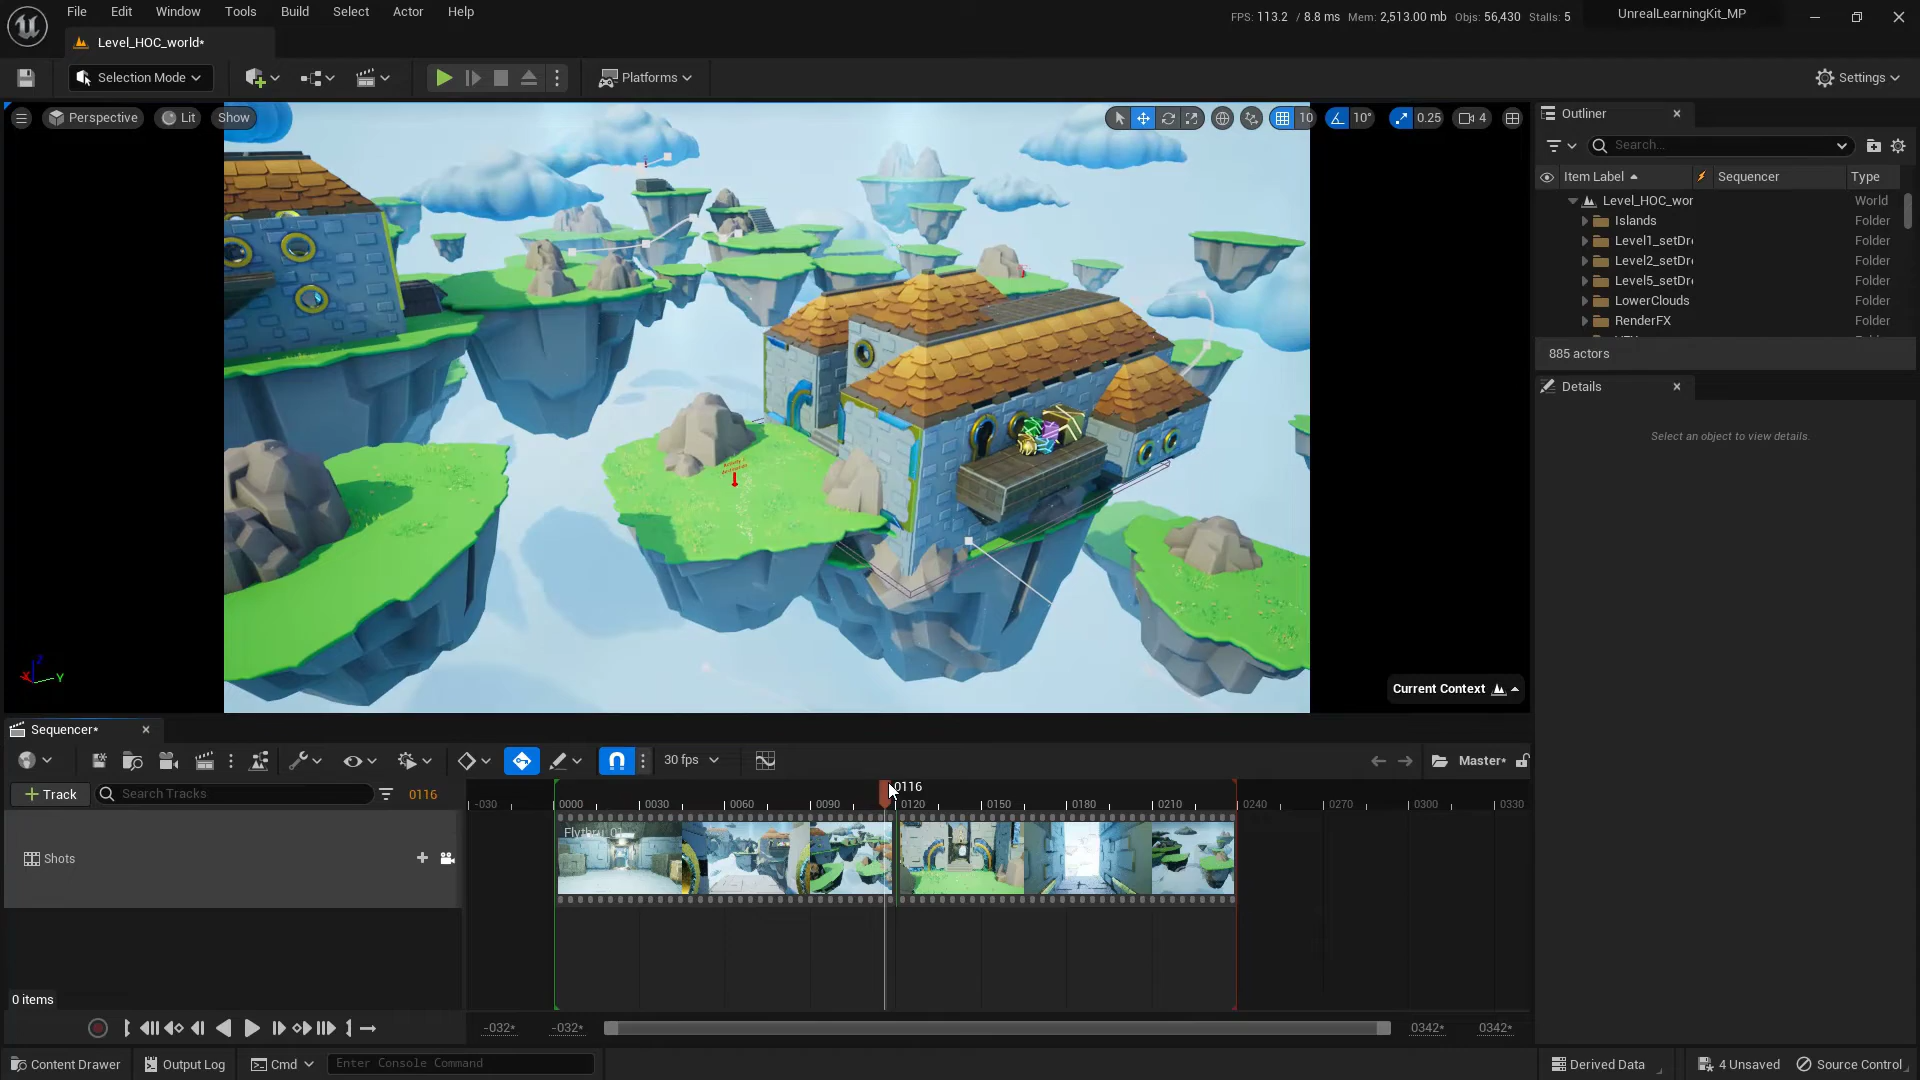 File Edit Window Tools Build Select Actor Help
FPS: 113.2 / 8.8 ms Mem: 2,513.00 mb Objs: 56,430 Stalls: 5
UnrealLearningKit_MP
Level_HOC_world*
Selection Mode
Platforms
Settings
Perspective
Lit
Show
10
10°
0.25
4
Outliner
Search...
Item Label
Sequencer
Type
Level_HOC_wor World
Islands Folder
Level1_setDr Folder
Level2_setDr Folder
Level5_setDr Folder
LowerClouds Folder
RenderFX Folder
885 actors
Details
Select an object to view details.
Current Context
Sequencer*
30 fps
Master*
Track
Search Tracks
0116
0116
-030 0000 0030 0060 0090 0120 0150 0180 0210 0240 0270 0300 0330
Shots
Flythru_01
0 items
-032* -032* 0342* 0342*
Content Drawer
Output Log
Cmd
Enter Console Command
Derived Data
4 Unsaved
Source Control